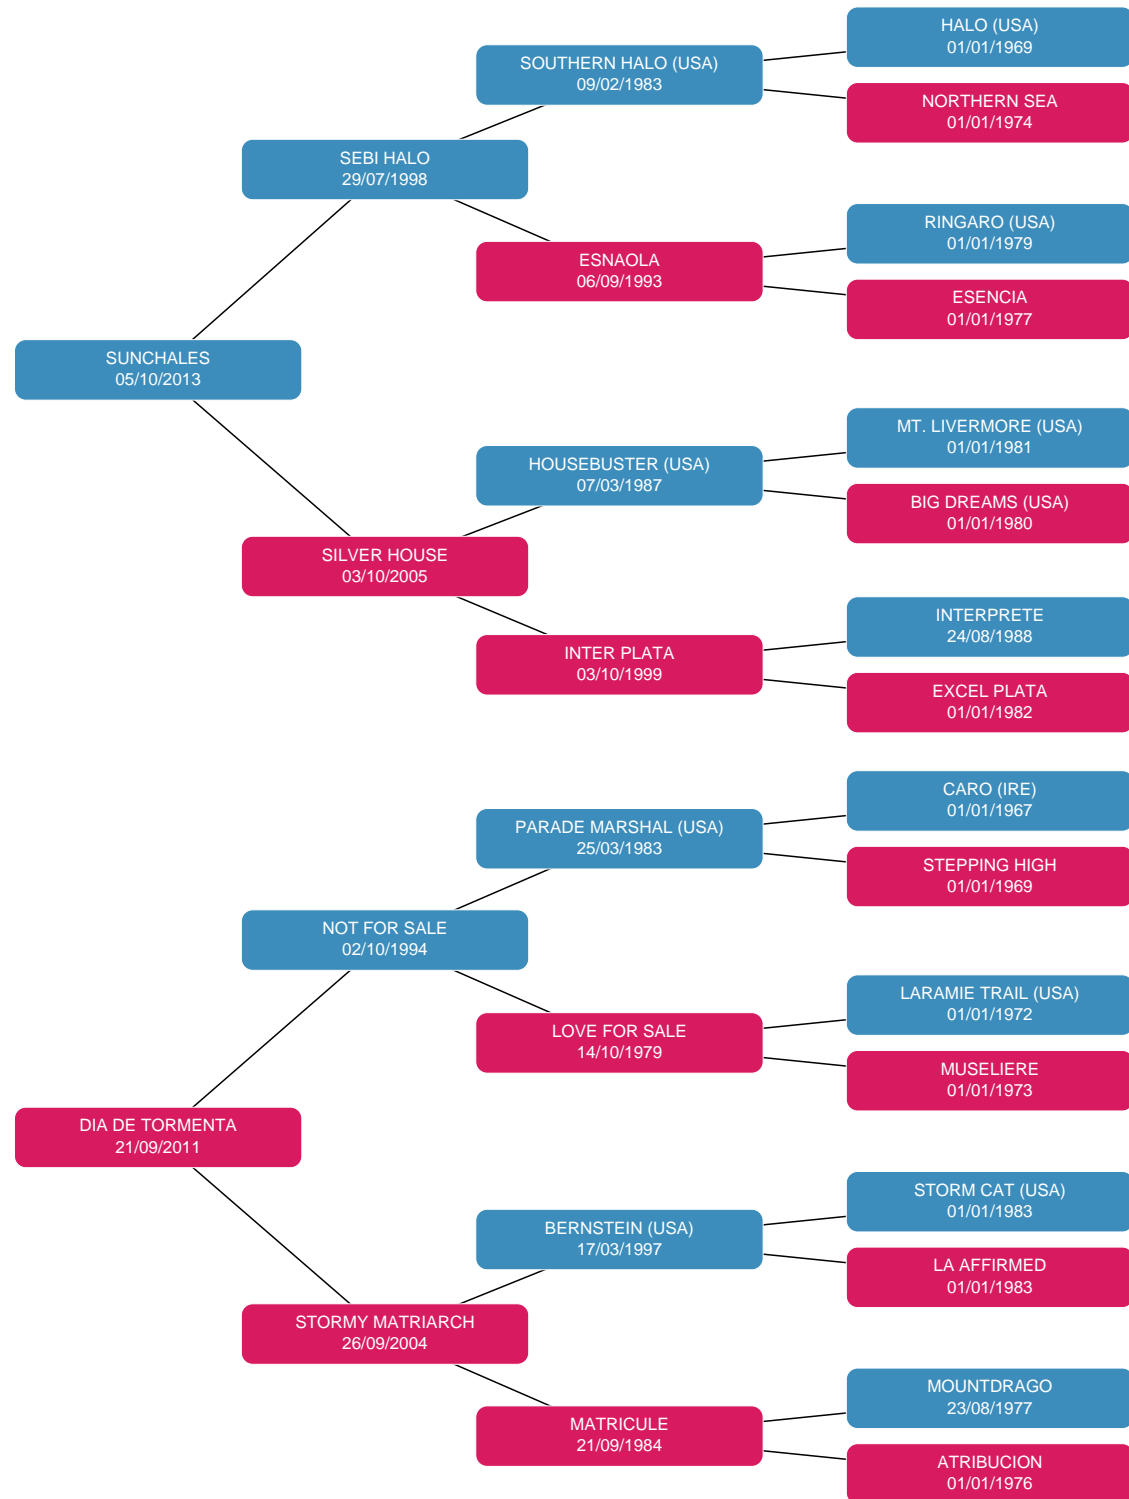 HALO (USA)
01/01/1969
SOUTHERN HALO (USA)
09/02/1983
NORTHERN SEA
01/01/1974
SEBI HALO
29/07/1998
RINGARO (USA)
01/01/1979
ESNAOLA
06/09/1993
ESENCIA
01/01/1977
SUNCHALES
05/10/2013
MT. LIVERMORE (USA)
01/01/1981
HOUSEBUSTER (USA)
07/03/1987
BIG DREAMS (USA)
01/01/1980
SILVER HOUSE
03/10/2005
INTERPRETE
24/08/1988
INTER PLATA
03/10/1999
EXCEL PLATA
01/01/1982
CARO (IRE)
01/01/1967
PARADE MARSHAL (USA)
25/03/1983
STEPPING HIGH
01/01/1969
NOT FOR SALE
02/10/1994
LARAMIE TRAIL (USA)
01/01/1972
LOVE FOR SALE
14/10/1979
MUSELIERE
01/01/1973
DIA DE TORMENTA
21/09/2011
STORM CAT (USA)
01/01/1983
BERNSTEIN (USA)
17/03/1997
LA AFFIRMED
01/01/1983
STORMY MATRIARCH
26/09/2004
MOUNTDRAGO
23/08/1977
MATRICULE
21/09/1984
ATRIBUCION
01/01/1976